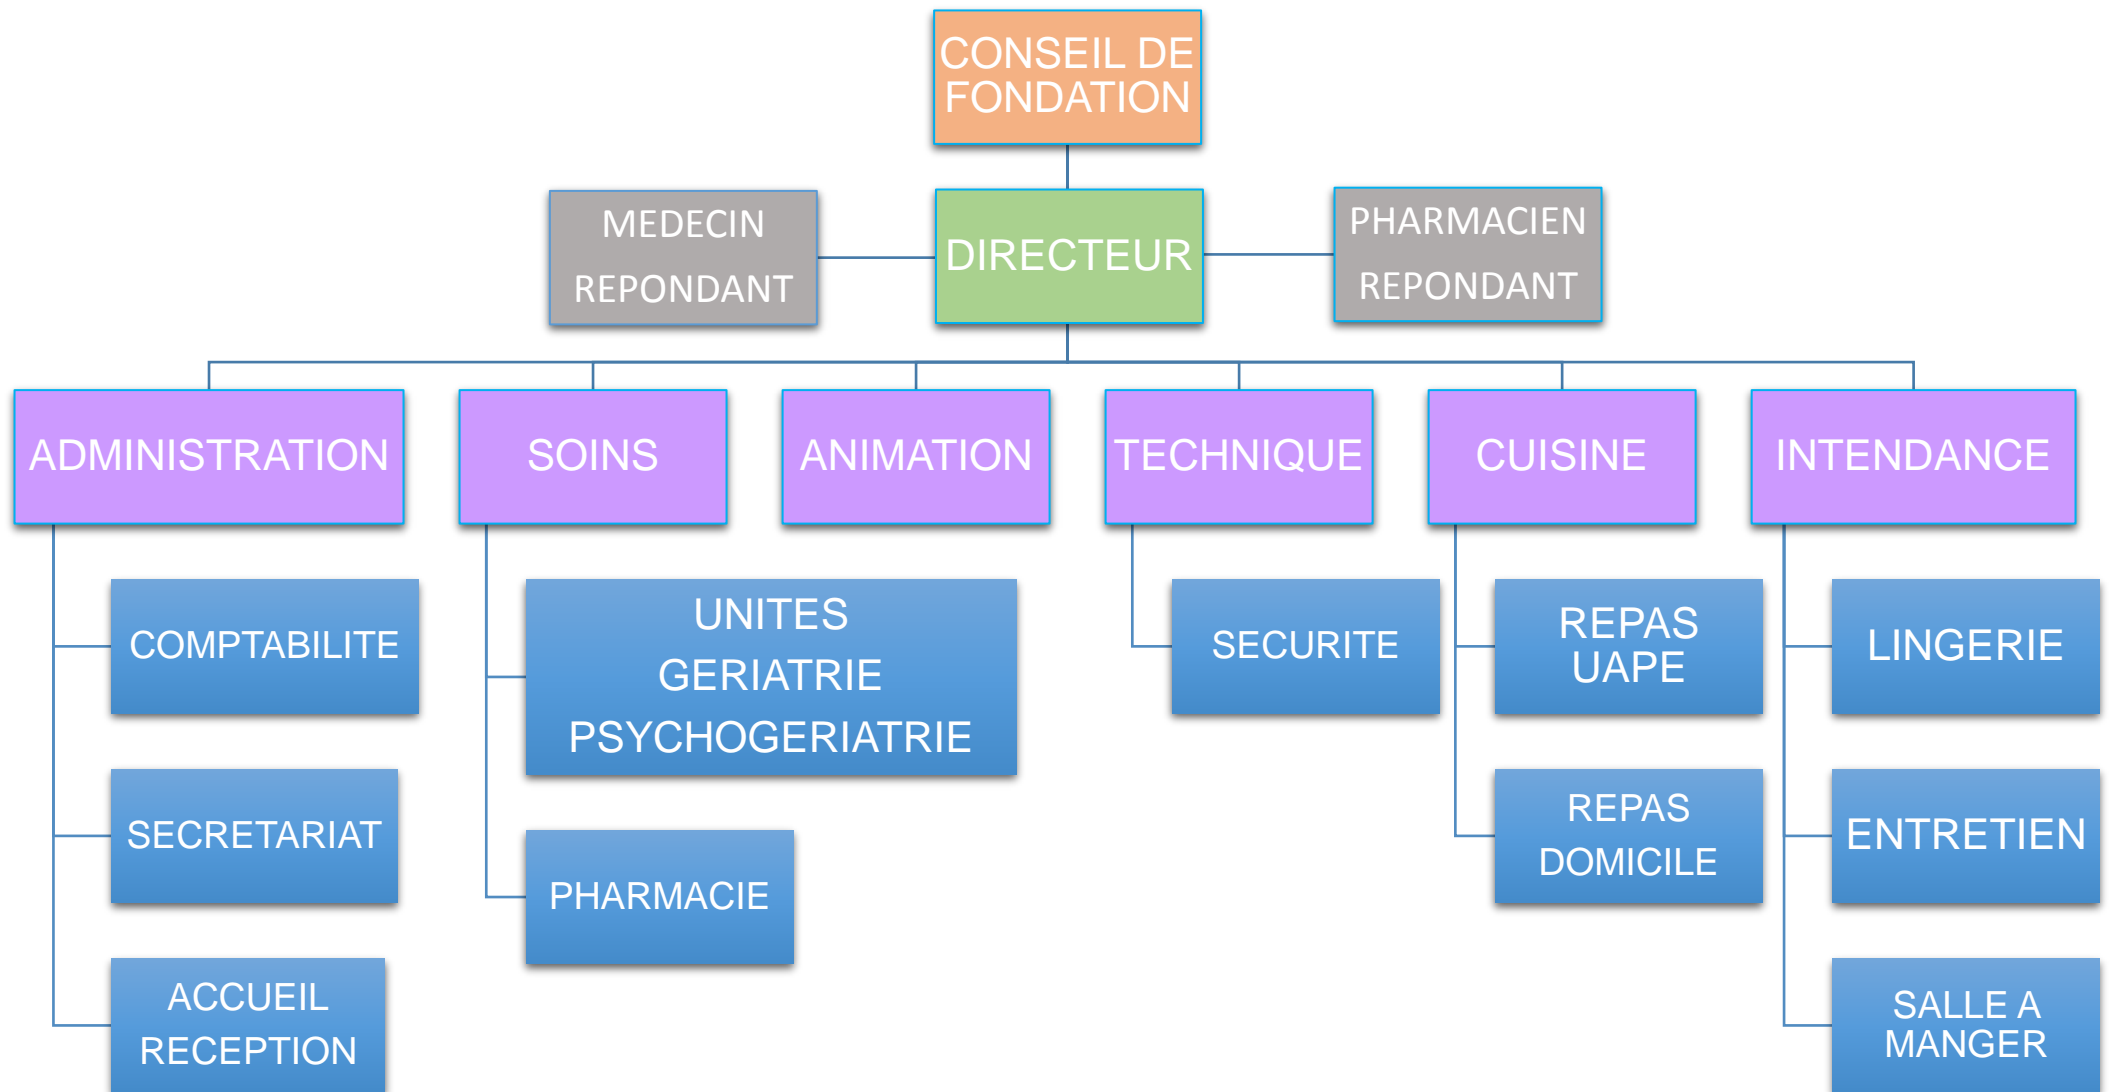 CONSEIL DE
FONDATION
MEDECIN
REPONDANT
DIRECTEUR
PHARMACIEN
REPONDANT
ADMINISTRATION
SOINS
ANIMATION
TECHNIQUE
CUISINE
INTENDANCE
COMPTABILITE
SECRETARIAT
ACCUEIL
RECEPTION
UNITES
GERIATRIE
PSYCHOGERIATRIE
PHARMACIE
SECURITE
REPAS
UAPE
REPAS
DOMICILE
LINGERIE
ENTRETIEN
SALLE A
MANGER